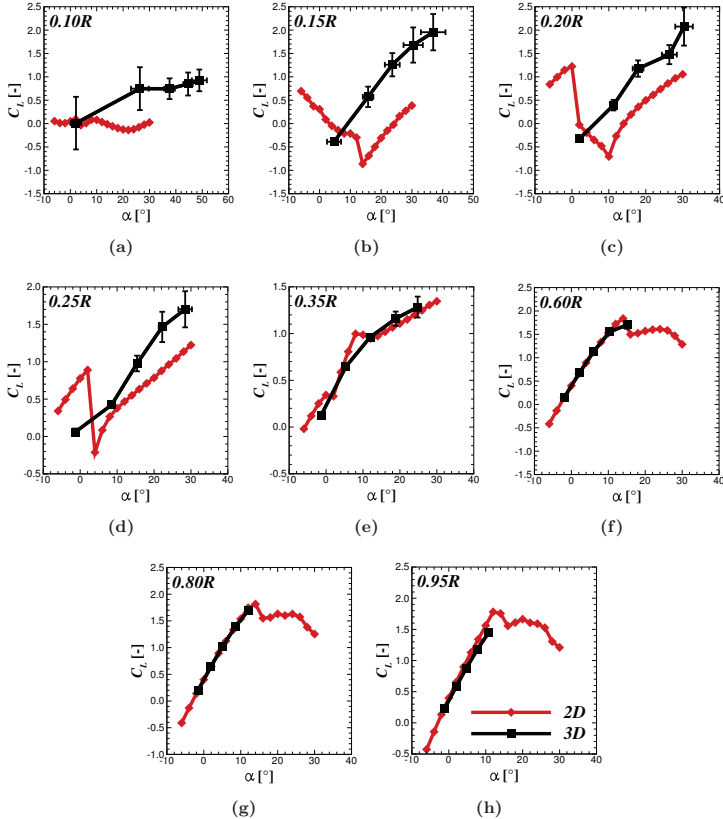 0.10R
2.5
2.0
1.5
1.0
0.5
0.0
-0.5
-1.0
-1.5
C_L [-]
-10 0 10 20 30 40 50 60
α [°]
(a)
0.15R
2.5
2.0
1.5
1.0
0.5
0.0
-0.5
-1.0
-1.5
C_L [-]
-10 0 10 20 30 40
α [°]
(b)
0.20R
2.5
2.0
1.5
1.0
0.5
0.0
-0.5
-1.0
-1.5
C_L [-]
-10 0 10 20 30 40
α [°]
(c)
0.25R
2.0
1.5
1.0
0.5
0.0
-0.5
C_L [-]
-10 0 10 20 30 40
α [°]
(d)
0.35R
1.5
1.0
0.5
0.0
-0.5
C_L [-]
-10 0 10 20 30 40
α [°]
(e)
0.60R
2.5
2.0
1.5
1.0
0.5
0.0
-0.5
-1.0
-1.5
C_L [-]
-10 0 10 20 30 40
α [°]
(f)
0.80R
2.5
2.0
1.5
1.0
0.5
0.0
-0.5
-1.0
C_L [-]
-10 0 10 20 30 40
α [°]
(g)
0.95R
2.5
2.0
1.5
1.0
0.5
0.0
-0.5
C_L [-]
2D
3D
-10 0 10 20 30 40
α [°]
(h)